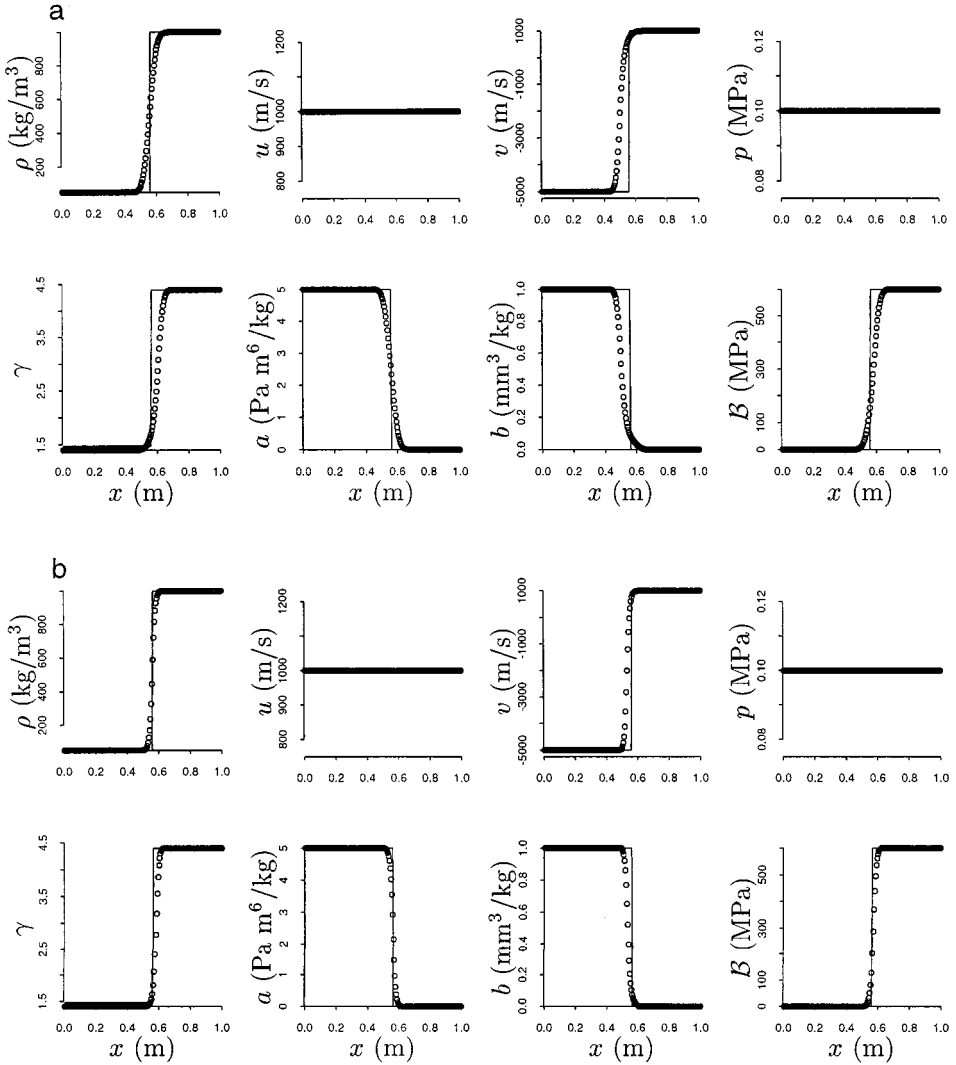 a
ρ (kg/m³)
200 400 600 800
0.0 0.2 0.4 0.6 0.8 1.0
u (m/s)
800 900 1000 1200
0.0 0.2 0.4 0.6 0.8 1.0
v (m/s)
-5000 -3000 -1000 1000
0.0 0.2 0.4 0.6 0.8 1.0
p (MPa)
0.08 0.10 0.12
0.0 0.2 0.4 0.6 0.8 1.0
γ
1.5 2.5 3.5 4.5
0.0 0.2 0.4 0.6 0.8 1.0
x (m)
a (Pa m⁶/kg)
0 1 2 3 4 5
0.0 0.2 0.4 0.6 0.8 1.0
x (m)
b (mm³/kg)
0.0 0.2 0.4 0.6 0.8 1.0
0.0 0.2 0.4 0.6 0.8 1.0
x (m)
B (MPa)
0 300 500
0.0 0.2 0.4 0.6 0.8 1.0
x (m)
b
ρ (kg/m³)
200 400 600 800
0.0 0.2 0.4 0.6 0.8 1.0
u (m/s)
800 900 1000 1200
0.0 0.2 0.4 0.6 0.8 1.0
v (m/s)
-5000 -3000 -1000 1000
0.0 0.2 0.4 0.6 0.8 1.0
p (MPa)
0.08 0.10 0.12
0.0 0.2 0.4 0.6 0.8 1.0
γ
1.5 2.5 3.5 4.5
0.0 0.2 0.4 0.6 0.8 1.0
x (m)
a (Pa m⁶/kg)
0 1 2 3 4 5
0.0 0.2 0.4 0.6 0.8 1.0
x (m)
b (mm³/kg)
0.0 0.2 0.4 0.6 0.8 1.0
0.0 0.2 0.4 0.6 0.8 1.0
x (m)
B (MPa)
0 300 500
0.0 0.2 0.4 0.6 0.8 1.0
x (m)